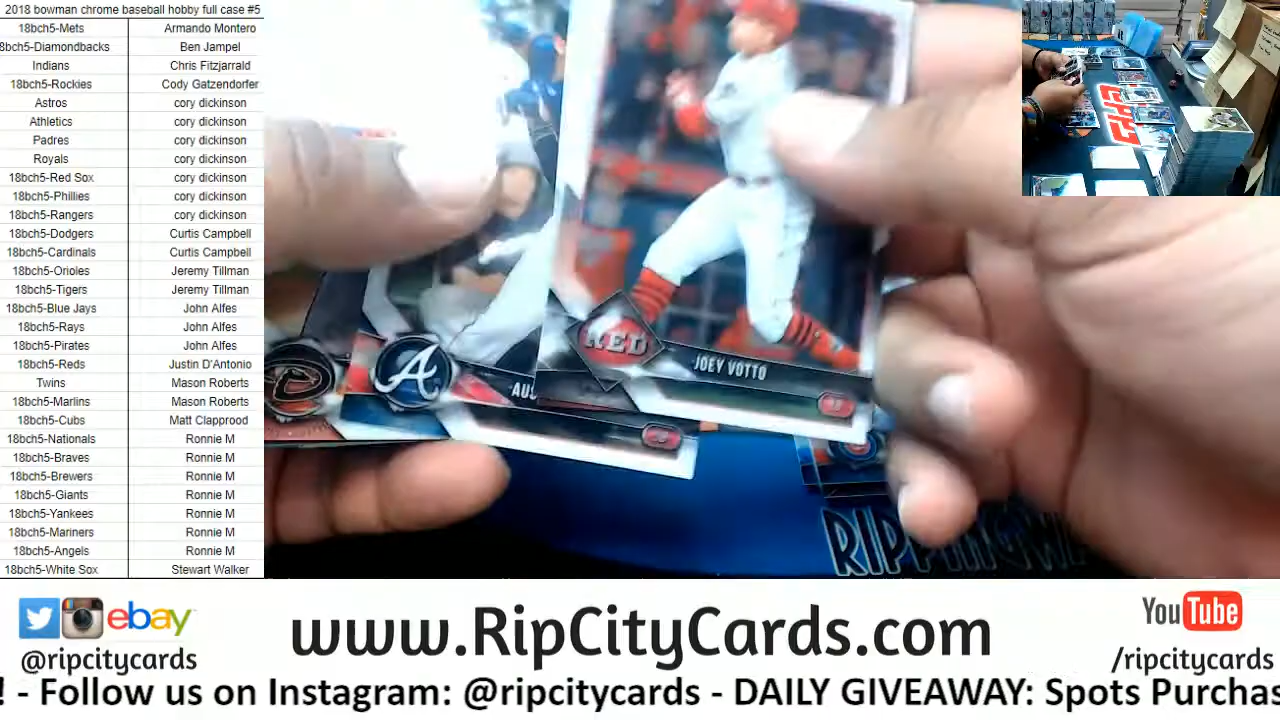 2018 bowman chrome baseball hobby full case #5
18bch5-Mets Armando Montero
8bch5-Diamondbacks Ben Jampel
Indians Chris Fitzjarrald
18bch5-Rockies Cody Gatzendorfer
Astros cory dickinson
Athletics cory dickinson
Padres cory dickinson
Royals cory dickinson
18bch5-Red Sox cory dickinson
18bch5-Phillies cory dickinson
18bch5-Rangers cory dickinson
18bch5-Dodgers Curtis Campbell
18bch5-Cardinals Curtis Campbell
18bch5-Orioles Jeremy Tillman
18bch5-Tigers Jeremy Tillman
18bch5-Blue Jays John Alfes
18bch5-Rays John Alfes
18bch5-Pirates John Alfes
18bch5-Reds Justin D'Antonio
Twins Mason Roberts
18bch5-Marlins Mason Roberts
18bch5-Cubs Matt Clapprood
18bch5-Nationals Ronnie M
18bch5-Braves Ronnie M
18bch5-Brewers Ronnie M
18bch5-Giants Ronnie M
18bch5-Yankees Ronnie M
18bch5-Mariners Ronnie M
18bch5-Angels Ronnie M
18bch5-White Sox Stewart Walker
REDS
JOEY VOTTO
A
AUS
RIPPINGW
ebay
@ripcitycards
www.RipCityCards.com
YouTube
/ripcitycards
! - Follow us on Instagram: @ripcitycards - DAILY GIVEAWAY: Spots Purchas